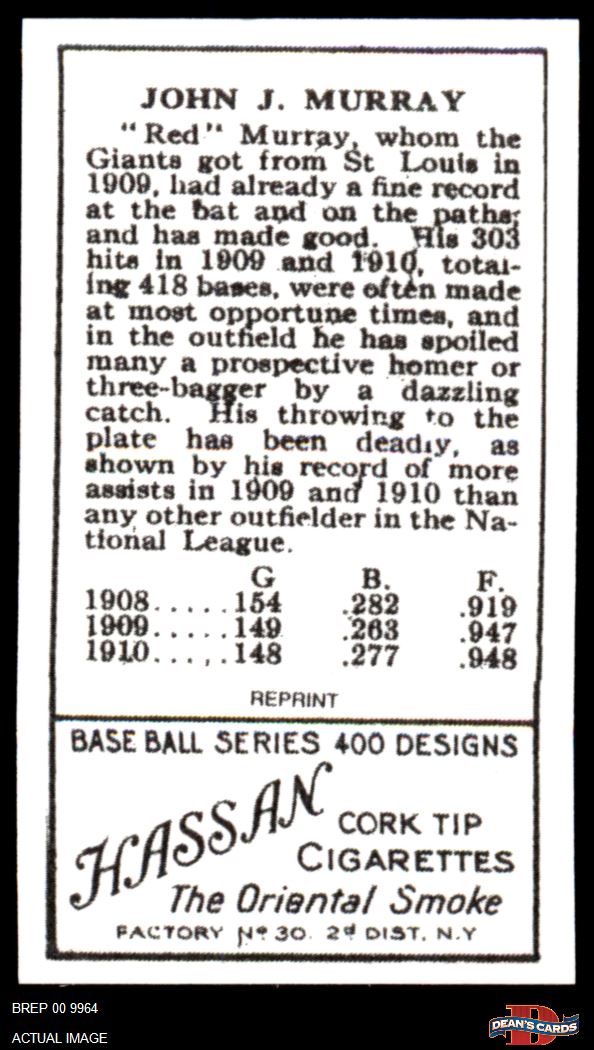 JOHN J. MURRAY
"Red" Murray, whom the
Giants got from St Louis in
1909, had already a fine record
at the bat and on the paths;
and has made good. His 303
hits in 1909 and 1910, total-
ing 418 bases, were often made
at most opportune times, and
in the outfield he has spoiled
many a prospective homer or
three-bagger by a dazzling
catch. His throwing to the
plate has been deadly, as
shown by his record of more
assists in 1909 and 1910 than
any other outfielder in the Na-
tional League.
G B. F.
1908.....154 .282 .919
1909.....149 .263 .947
1910.....148 .277 .948
REPRINT
BASE BALL SERIES 400 DESIGNS
HASSAN
CORK TIP
CIGARETTES
The Oriental Smoke
FACTORY Nº 30. 2d DIST. N.Y
BREP 00 9964
ACTUAL IMAGE
D
DEAN'S CARDS